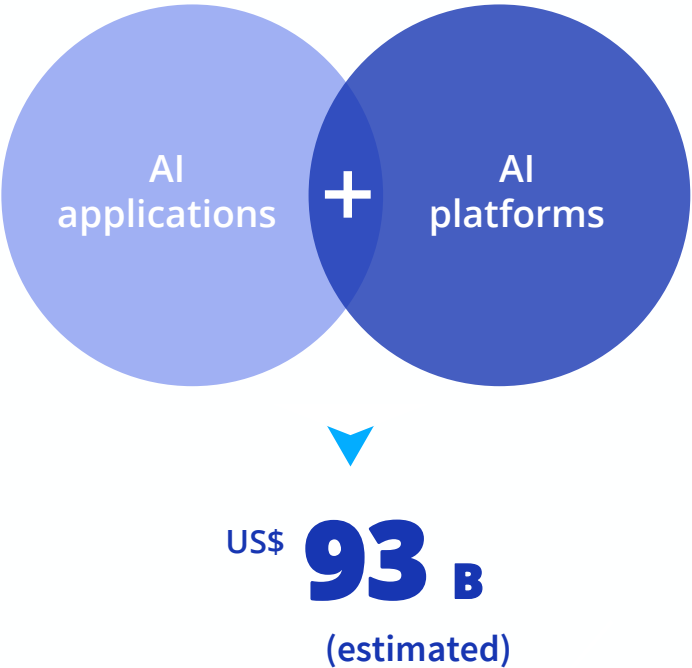 AI
applications
+
AI
platforms
US$ 93 B
(estimated)